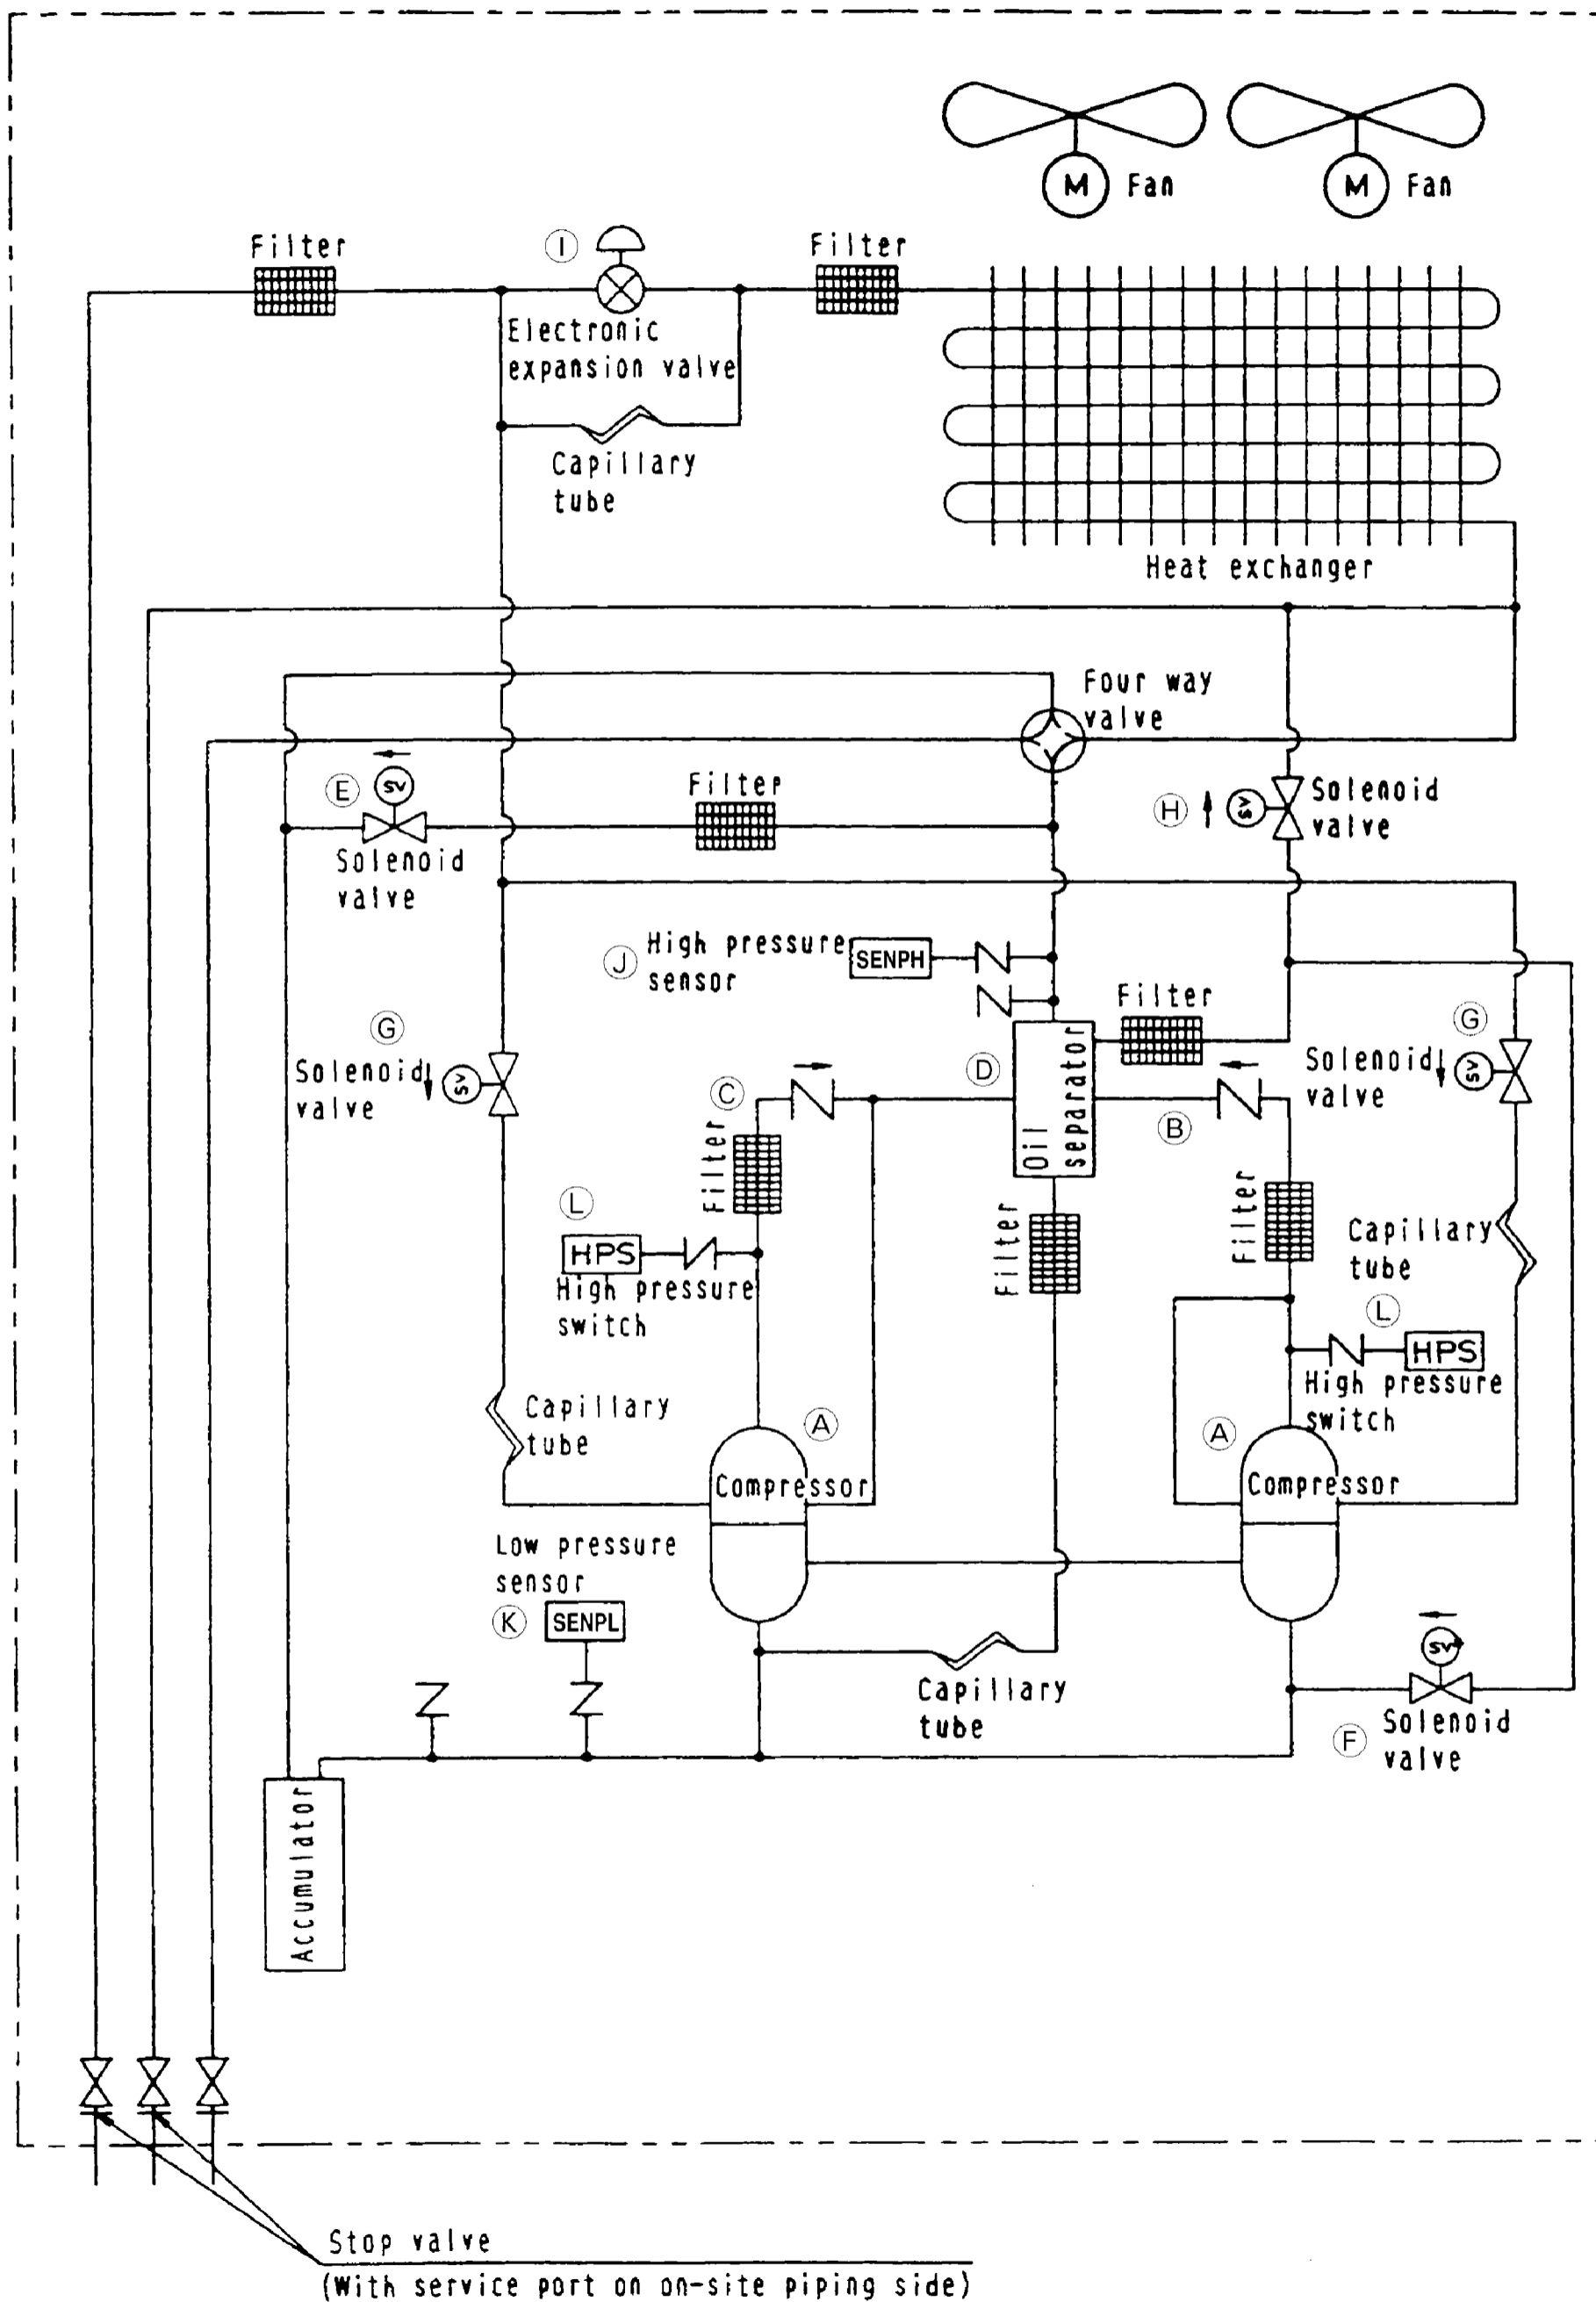 M Fan
M Fan
Filter
I
Filter
Electronic
expansion valve
Capillary
tube
Heat exchanger
Four way
valve
E
SV
Filter
H
SV
Solenoid
valve
Solenoid
valve
J
High pressure
sensor
SENPH
Filter
G
G
Solenoid
valve
SV
C
D
Oil
separator
B
Solenoid
valve
SV
Filter
L
HPS
High pressure
switch
Filter
Filter
Capillary
tube
L
HPS
High pressure
switch
Capillary
tube
A
Compressor
A
Compressor
Low pressure
sensor
K
SENPL
SV
Capillary
tube
F
Solenoid
valve
Accumulator
Stop valve
(With service port on on-site piping side)